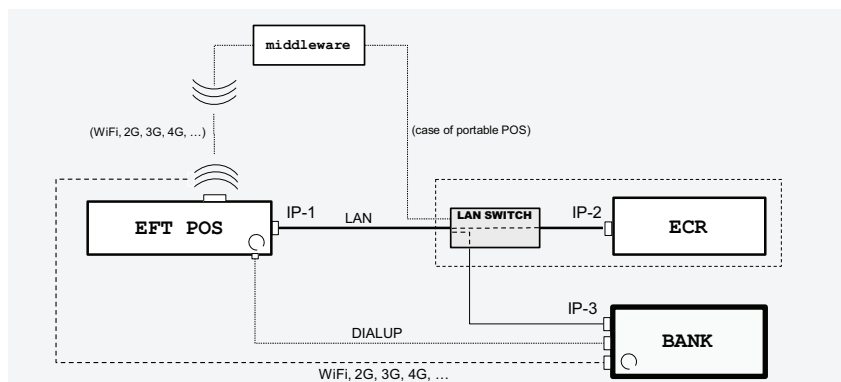 middleware
(WiFi, 2G, 3G, 4G, ...)
(case of portable POS)
EFT POS
IP-1
LAN
LAN SWITCH
IP-2
ECR
IP-3
DIALUP
BANK
WiFi, 2G, 3G, 4G, ...